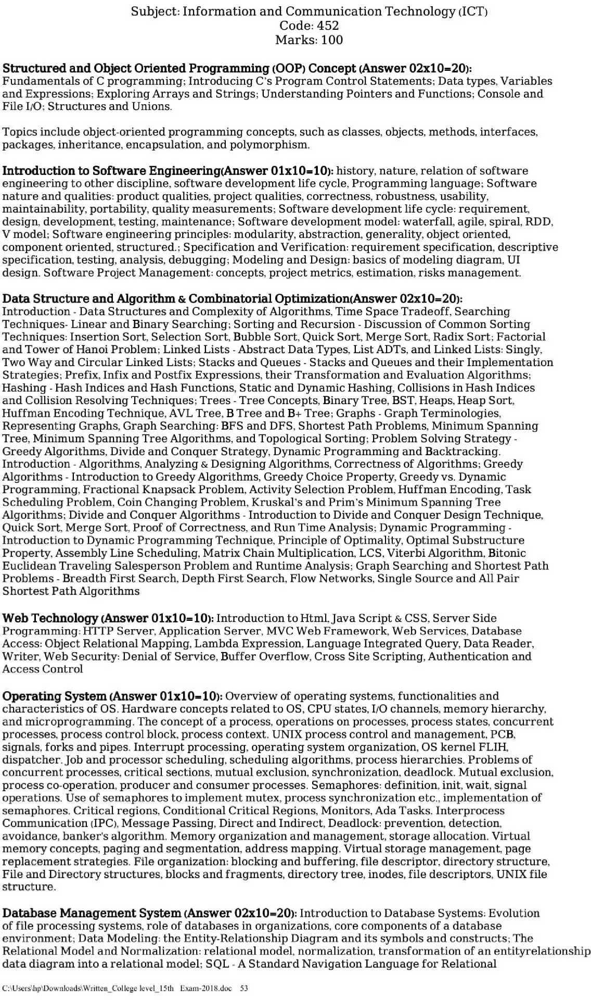 Subject: Information and Communication Technology (ICT)
Code: 452
Marks: 100
Structured and Object Oriented Programming (OOP) Concept (Answer 02x10=20):
Fundamentals of C programming; Introducing C's Program Control Statements; Data types, Variables
and Expressions; Exploring Arrays and Strings; Understanding Pointers and Functions; Console and
File I/O; Structures and Unions.
Topics include object-oriented programming concepts, such as classes, objects, methods, interfaces,
packages, inheritance, encapsulation, and polymorphism.
Introduction to Software Engineering(Answer 01x10=10): history, nature, relation of software
engineering to other discipline, software development life cycle, Programming language; Software
nature and qualities: product qualities, project qualities, correctness, robustness, usability,
maintainability, portability, quality measurements; Software development life cycle: requirement,
design, development, testing, maintenance; Software development model: waterfall, agile, spiral, RDD,
V model; Software engineering principles: modularity, abstraction, generality, object oriented,
component oriented, structured.; Specification and Verification: requirement specification, descriptive
specification, testing, analysis, debugging; Modeling and Design: basics of modeling diagram, UI
design. Software Project Management: concepts, project metrics, estimation, risks management.
Data Structure and Algorithm & Combinatorial Optimization(Answer 02x10=20):
Introduction - Data Structures and Complexity of Algorithms, Time Space Tradeoff, Searching
Techniques- Linear and Binary Searching; Sorting and Recursion - Discussion of Common Sorting
Techniques: Insertion Sort, Selection Sort, Bubble Sort, Quick Sort, Merge Sort, Radix Sort; Factorial
and Tower of Hanoi Problem; Linked Lists - Abstract Data Types, List ADTs, and Linked Lists: Singly,
Two Way and Circular Linked Lists; Stacks and Queues - Stacks and Queues and their Implementation
Strategies; Prefix, Infix and Postfix Expressions, their Transformation and Evaluation Algorithms;
Hashing - Hash Indices and Hash Functions, Static and Dynamic Hashing, Collisions in Hash Indices
and Collision Resolving Techniques; Trees - Tree Concepts, Binary Tree, BST, Heaps, Heap Sort,
Huffman Encoding Technique, AVL Tree, B Tree and B+ Tree; Graphs - Graph Terminologies,
Representing Graphs, Graph Searching: BFS and DFS, Shortest Path Problems, Minimum Spanning
Tree, Minimum Spanning Tree Algorithms, and Topological Sorting; Problem Solving Strategy -
Greedy Algorithms, Divide and Conquer Strategy, Dynamic Programming and Backtracking.
Introduction - Algorithms, Analyzing & Designing Algorithms, Correctness of Algorithms; Greedy
Algorithms - Introduction to Greedy Algorithms, Greedy Choice Property, Greedy vs. Dynamic
Programming, Fractional Knapsack Problem, Activity Selection Problem, Huffman Encoding, Task
Scheduling Problem, Coin Changing Problem, Kruskal's and Prim's Minimum Spanning Tree
Algorithms; Divide and Conquer Algorithms - Introduction to Divide and Conquer Design Technique,
Quick Sort, Merge Sort, Proof of Correctness, and Run Time Analysis; Dynamic Programming -
Introduction to Dynamic Programming Technique, Principle of Optimality, Optimal Substructure
Property, Assembly Line Scheduling, Matrix Chain Multiplication, LCS, Viterbi Algorithm, Bitonic
Euclidean Traveling Salesperson Problem and Runtime Analysis; Graph Searching and Shortest Path
Problems - Breadth First Search, Depth First Search, Flow Networks, Single Source and All Pair
Shortest Path Algorithms
Web Technology (Answer 01x10=10): Introduction to Html, Java Script & CSS, Server Side
Programming: HTTP Server, Application Server, MVC Web Framework, Web Services, Database
Access: Object Relational Mapping, Lambda Expression, Language Integrated Query, Data Reader,
Writer, Web Security: Denial of Service, Buffer Overflow, Cross Site Scripting, Authentication and
Access Control
Operating System (Answer 01x10=10): Overview of operating systems, functionalities and
characteristics of OS. Hardware concepts related to OS, CPU states, I/O channels, memory hierarchy,
and microprogramming. The concept of a process, operations on processes, process states, concurrent
processes, process control block, process context. UNIX process control and management, PCB,
signals, forks and pipes. Interrupt processing, operating system organization, OS kernel FLIH,
dispatcher. Job and processor scheduling, scheduling algorithms, process hierarchies. Problems of
concurrent processes, critical sections, mutual exclusion, synchronization, deadlock. Mutual exclusion,
process co-operation, producer and consumer processes. Semaphores: definition, init, wait, signal
operations. Use of semaphores to implement mutex, process synchronization etc., implementation of
semaphores. Critical regions, Conditional Critical Regions, Monitors, Ada Tasks. Interprocess
Communication (IPC), Message Passing, Direct and Indirect, Deadlock: prevention, detection,
avoidance, banker's algorithm. Memory organization and management, storage allocation. Virtual
memory concepts, paging and segmentation, address mapping. Virtual storage management, page
replacement strategies. File organization: blocking and buffering, file descriptor, directory structure,
File and Directory structures, blocks and fragments, directory tree, inodes, file descriptors, UNIX file
structure.
Database Management System (Answer 02x10=20): Introduction to Database Systems: Evolution
of file processing systems, role of databases in organizations, core components of a database
environment; Data Modeling: the Entity-Relationship Diagram and its symbols and constructs; The
Relational Model and Normalization: relational model, normalization, transformation of an entityrelationship
data diagram into a relational model; SQL - A Standard Navigation Language for Relational
C:\Users\hp\Downloads\Written_College level_15th Exam-2018.doc 53